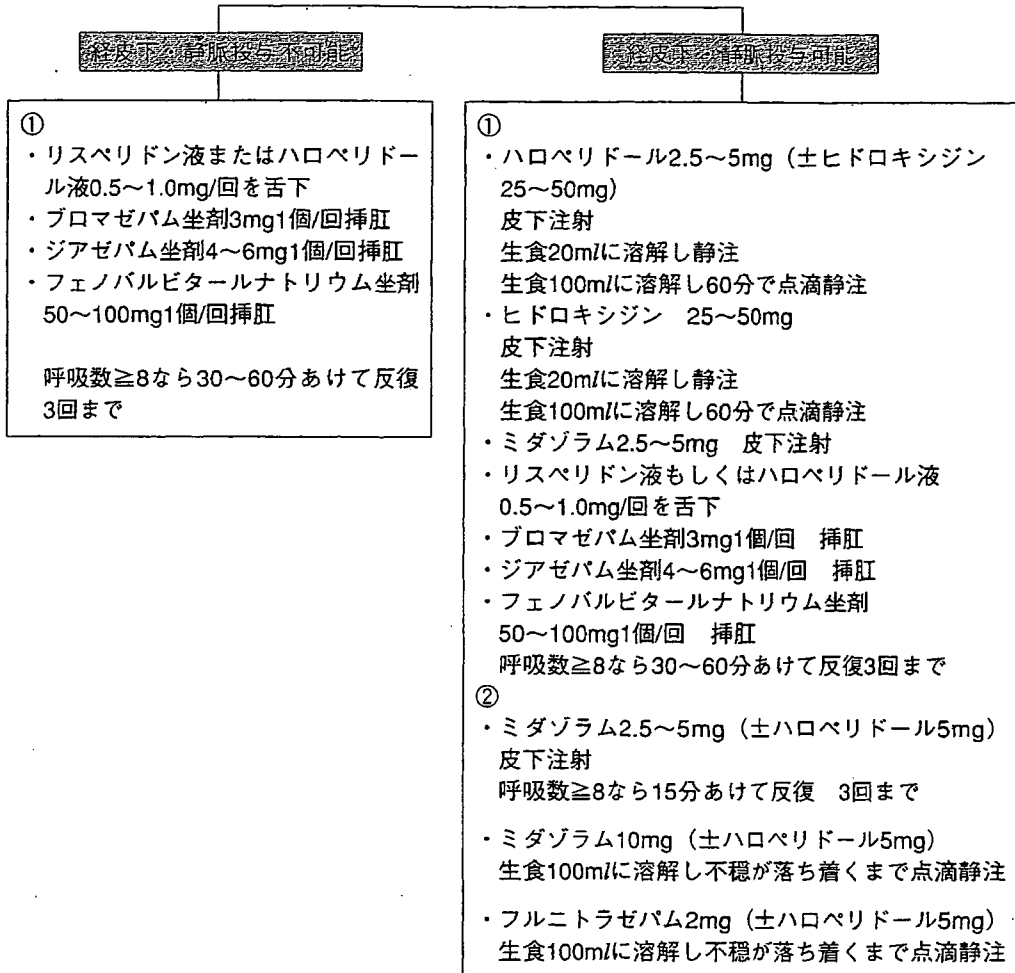 経皮下・静脈投与不可能
①
・リスペリドン液またはハロペリドー
ル液0.5〜1.0mg/回を舌下
・ブロマゼパム坐剤3mg1個/回挿肛
・ジアゼパム坐剤4〜6mg1個/回挿肛
・フェノバルビタールナトリウム坐剤
50〜100mg1個/回挿肛
呼吸数≧8なら30〜60分あけて反復
3回まで
経皮下・静脈投与可能
①
・ハロペリドール2.5〜5mg（±ヒドロキシジン
25〜50mg）
皮下注射
生食20mlに溶解し静注
生食100mlに溶解し60分で点滴静注
・ヒドロキシジン　25〜50mg
皮下注射
生食20mlに溶解し静注
生食100mlに溶解し60分で点滴静注
・ミダゾラム2.5〜5mg　皮下注射
・リスペリドン液もしくはハロペリドール液
0.5〜1.0mg/回を舌下
・ブロマゼパム坐剤3mg1個/回　挿肛
・ジアゼパム坐剤4〜6mg1個/回　挿肛
・フェノバルビタールナトリウム坐剤
50〜100mg1個/回　挿肛
呼吸数≧8なら30〜60分あけて反復3回まで
②
・ミダゾラム2.5〜5mg（±ハロペリドール5mg）
皮下注射
呼吸数≧8なら15分あけて反復　3回まで
・ミダゾラム10mg（±ハロペリドール5mg）
生食100mlに溶解し不穏が落ち着くまで点滴静注
・フルニトラゼパム2mg（±ハロペリドール5mg）
生食100mlに溶解し不穏が落ち着くまで点滴静注